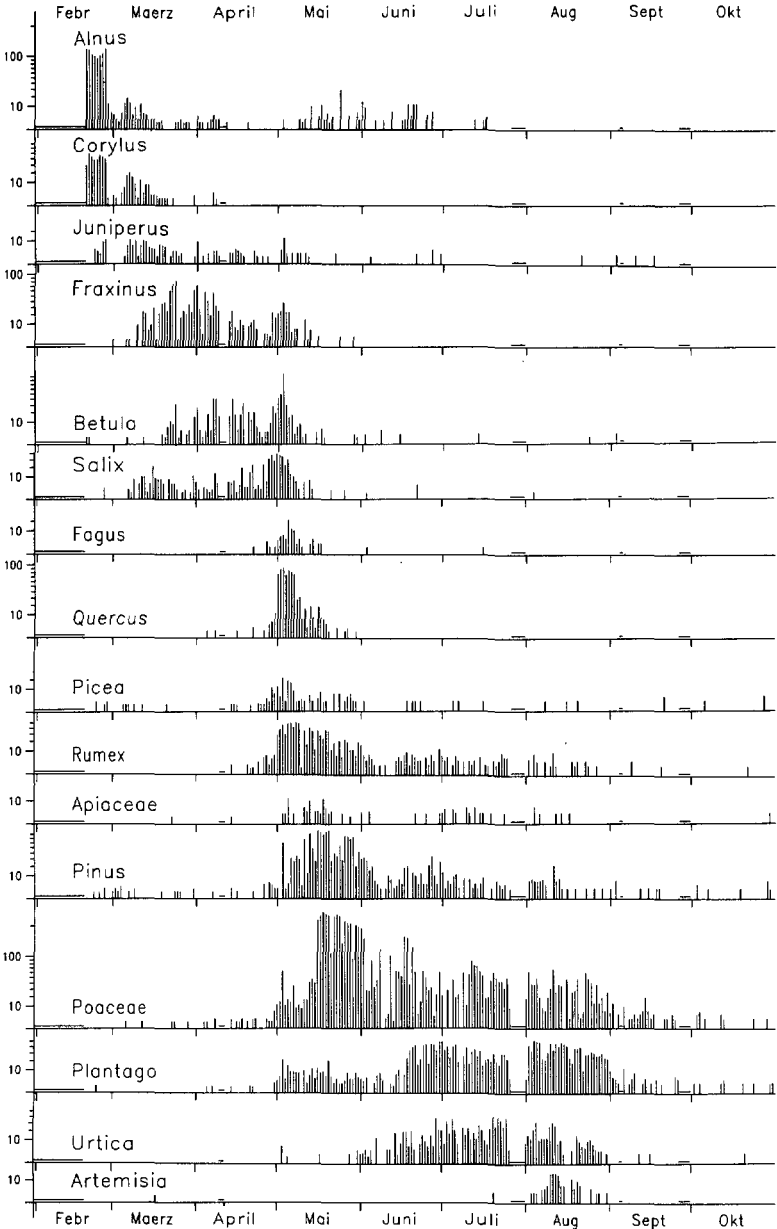 Febr Maerz April Mai Juni Juli Aug Sept Okt
Alnus
100
10
Corylus
10
Juniperus
10
100
Fraxinus
10
Betula
10
Salix
10
Fagus
10
100
10
Quercus
Picea
10
Rumex
10
Apiaceae
10
Pinus
10
100
Poaceae
10
Plantago
10
Urtica
10
Artemisia
10
Febr Maerz April Mai Juni Juli Aug Sept Okt